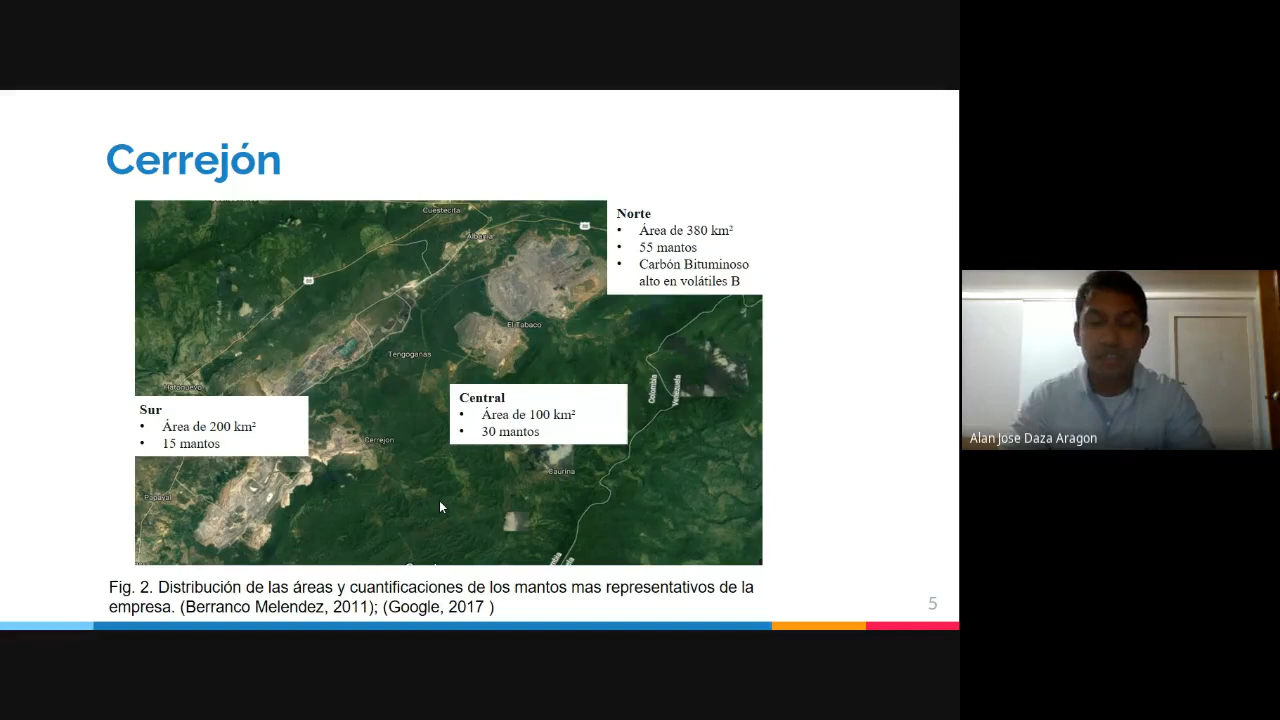 Cerrejón
Cuestecita
Albania
Norte
• Área de 380 km²
• 55 mantos
• Carbón Bituminoso
alto en volátiles B
El Tabaco
Tengoganas
Colombia
Venezuela
Hatonuevo
Central
• Área de 100 km²
• 30 mantos
Sur
• Área de 200 km²
• 15 mantos
Cerrejon
Caurina
Papayal
Fig. 2. Distribución de las áreas y cuantificaciones de los mantos mas representativos de la
empresa. (Berranco Melendez, 2011); (Google, 2017 )
5
Alan Jose Daza Aragon